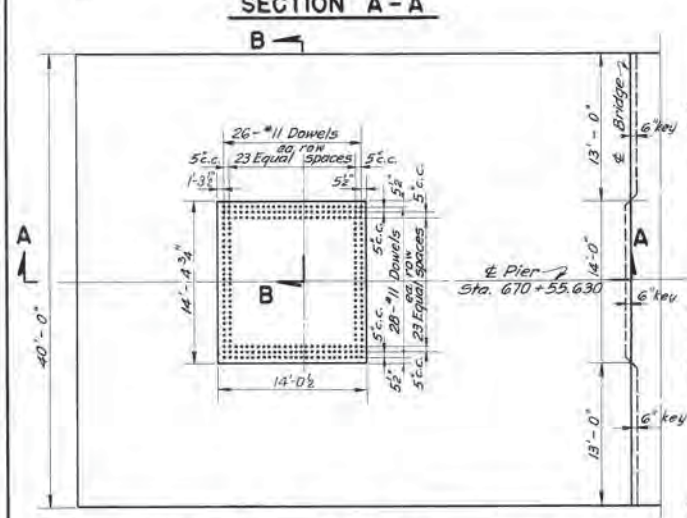 SECTION A-A
B
26-#11 Dowels
ea. row
23 Equal spaces
5"c.c.
5"c.c.
1'-3½"
5½"
5½"
5"c.c.
5"c.c.
28-#11 Dowels
ea. row
23 Equal spaces
5"c.c.
5½"
5"c.c.
14'-4¾"
14'-0½
B
A
A
40'-0"
℄ Pier
Sta. 670+55.630
℄ Bridge
13'-0"
14'-0"
13'-0"
6" key
6" key
6" key